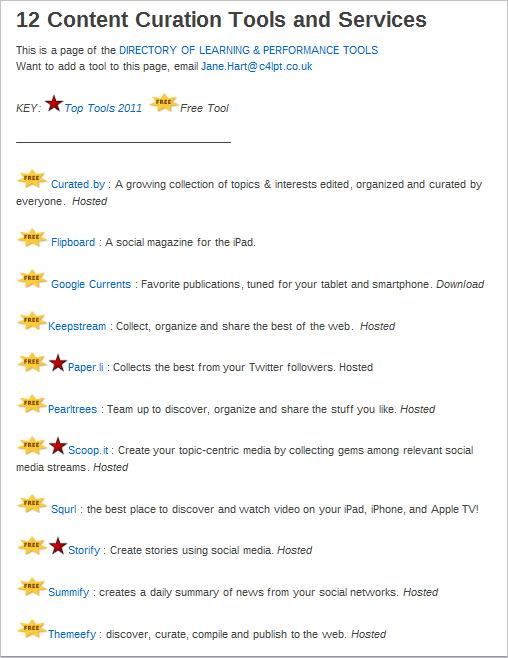 12 Content Curation Tools and Services
This is a page of the DIRECTORY OF LEARNING & PERFORMANCE TOOLS
Want to add a tool to this page, email Jane.Hart@c4lpt.co.uk
KEY: Top Tools 2011 FREE Free Tool
FREE Curated.by : A growing collection of topics & interests edited, organized and curated by
everyone. Hosted
FREE Flipboard : A social magazine for the iPad.
FREE Google Currents : Favorite publications, tuned for your tablet and smartphone. Download
FREE Keepstream : Collect, organize and share the best of the web. Hosted
FREE Paper.li : Collects the best from your Twitter followers. Hosted
FREE Pearltrees : Team up to discover, organize and share the stuff you like. Hosted
FREE Scoop.it : Create your topic-centric media by collecting gems among relevant social
media streams. Hosted
FREE Squrl : the best place to discover and watch video on your iPad, iPhone, and Apple TV!
FREE Storify : Create stories using social media. Hosted
FREE Summify : creates a daily summary of news from your social networks. Hosted
FREE Themeefy : discover, curate, compile and publish to the web. Hosted